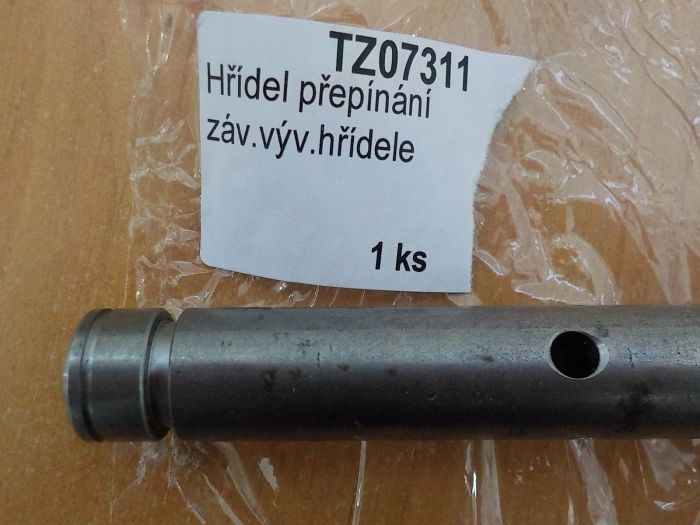 TZ07311
Hřídel přepínání
záv.výv.hřídele
1 ks